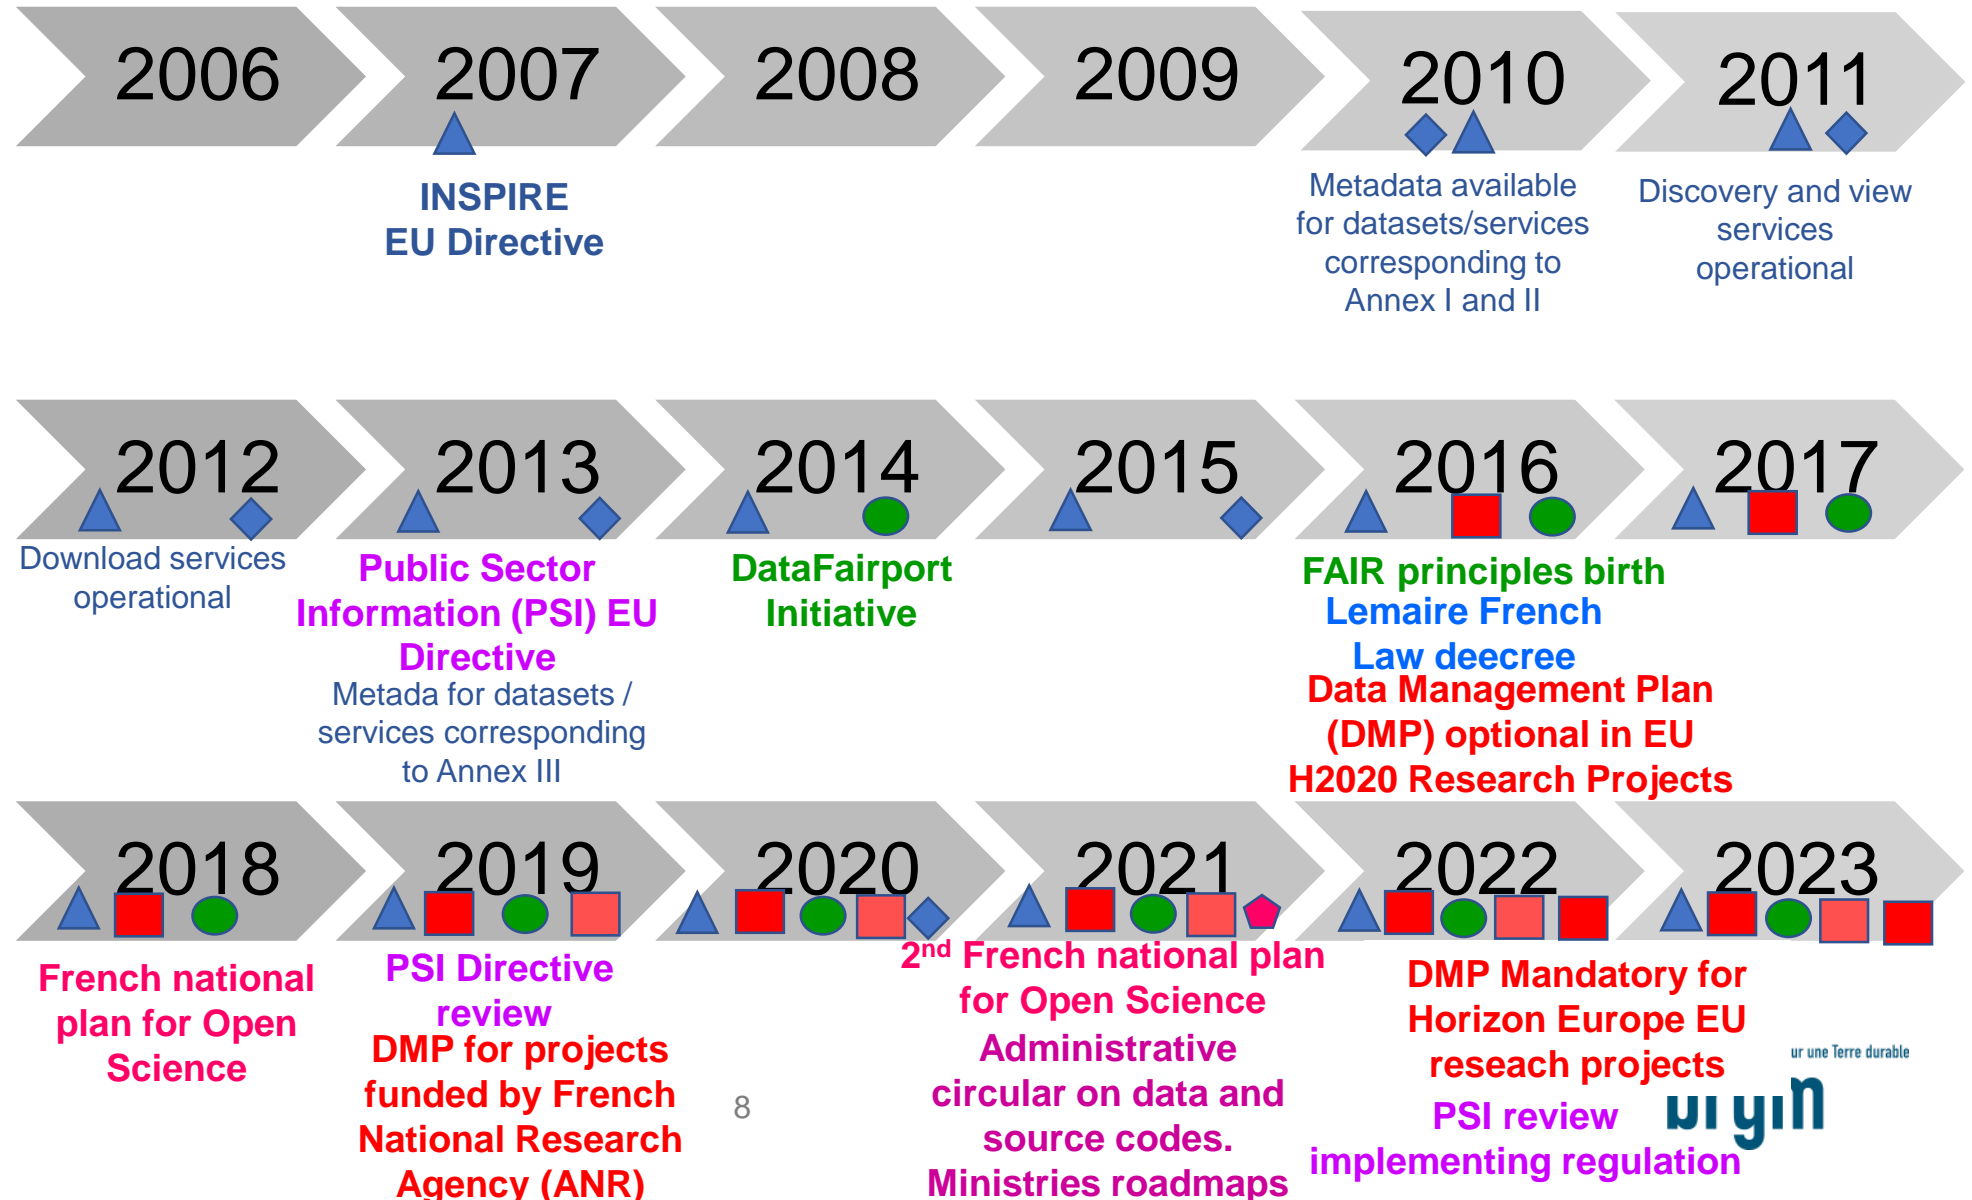 2006
2007
2008
2009
2010
2011
INSPIRE
EU Directive
Metadata available
for datasets/services
corresponding to
Annex I and II
Discovery and view
services
operational
2012
2013
2014
2015
2016
2017
Download services
operational
Public Sector
Information (PSI) EU
Directive
Metada for datasets /
services corresponding
to Annex III
DataFairport
Initiative
FAIR principles birth
Lemaire French
Law deecree
Data Management Plan
(DMP) optional in EU
H2020 Research Projects
2018
2019
2020
2021
2022
2023
French national
plan for Open
Science
PSI Directive
review
DMP for projects
funded by French
National Research
Agency (ANR)
8
2nd French national plan
for Open Science
Administrative
circular on data and
source codes.
Ministries roadmaps
DMP Mandatory for
Horizon Europe EU
reseach projects
PSI review
implementing regulation
ur une Terre durable